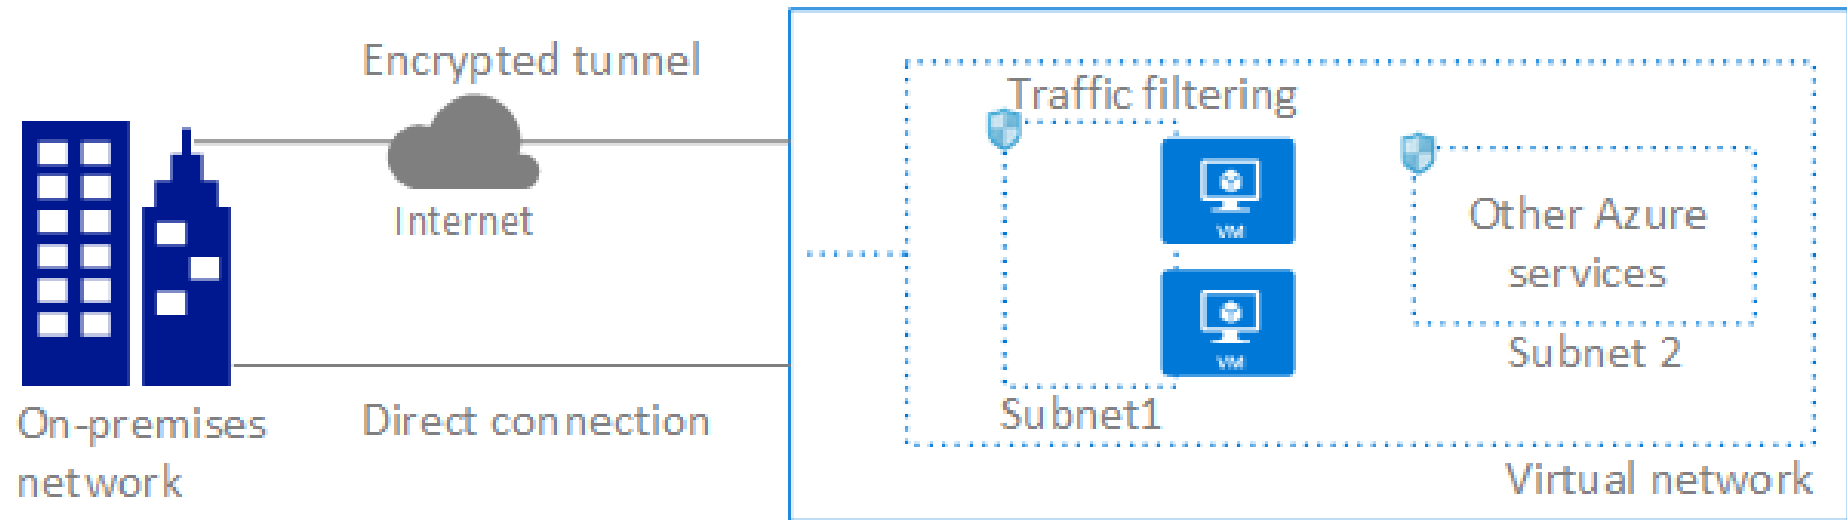 Encrypted tunnel
Internet
On-premises
network
Direct connection
Traffic filtering
VM
VM
Subnet1
Other Azure
services
Subnet 2
Virtual network